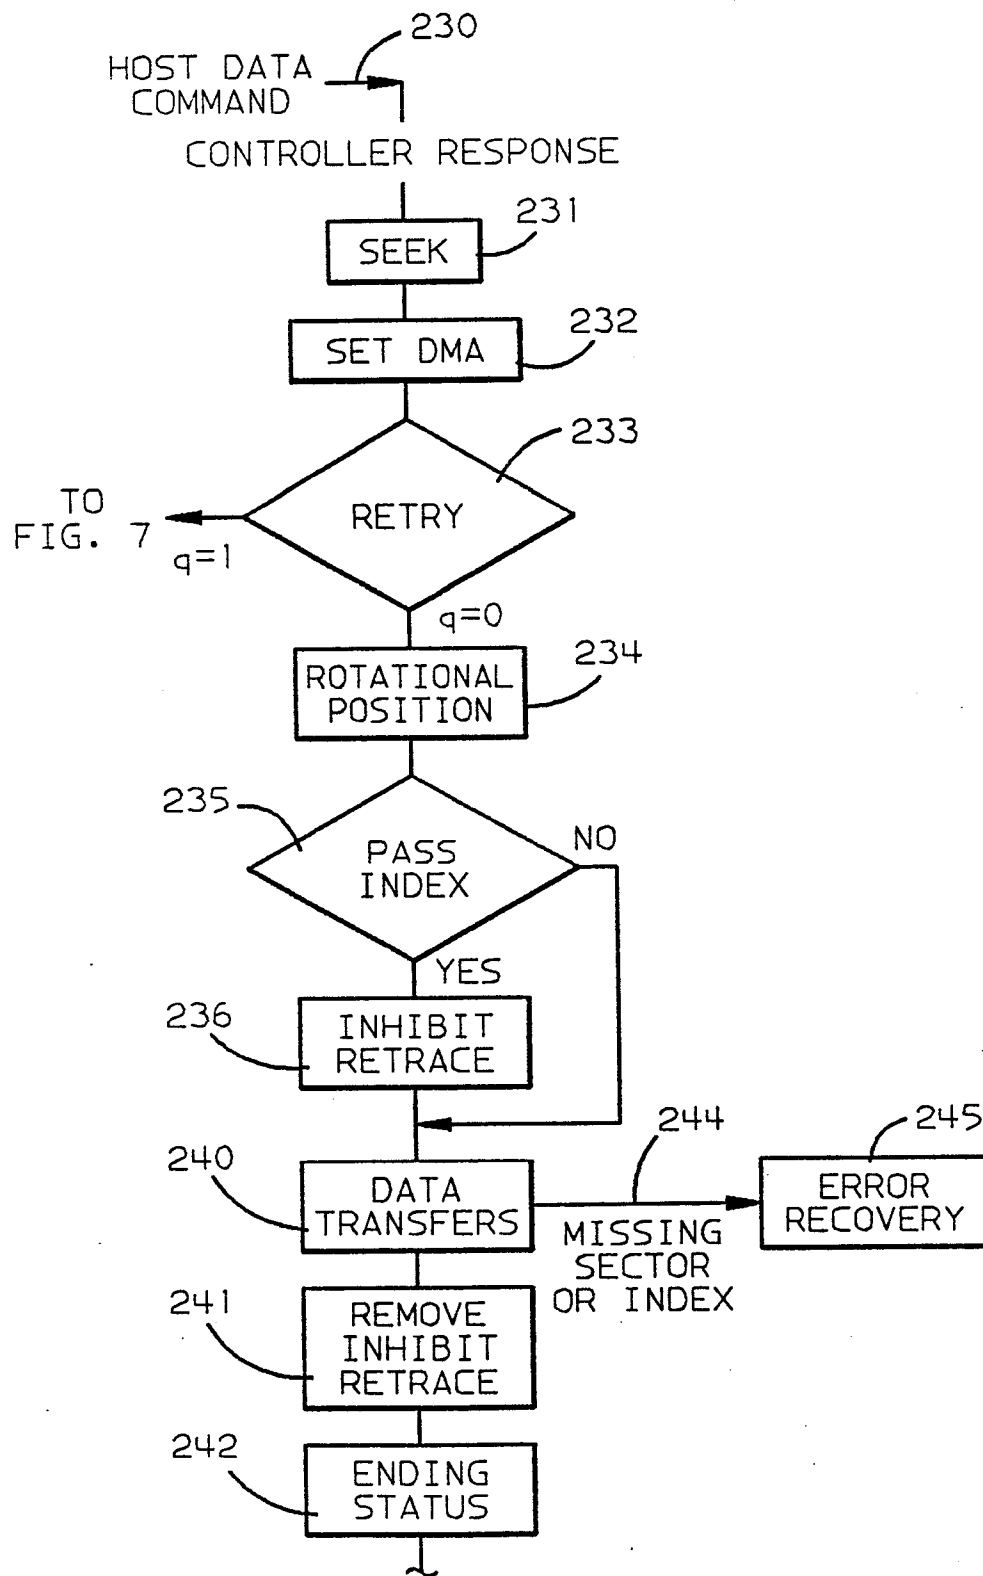 230
HOST DATA
COMMAND
CONTROLLER RESPONSE
231
SEEK
232
SET DMA
233
RETRY
TO
FIG. 7
q=1
q=0
234
ROTATIONAL
POSITION
235
PASS
INDEX
NO
YES
236
INHIBIT
RETRACE
240
DATA
TRANSFERS
244
MISSING
SECTOR
OR INDEX
245
ERROR
RECOVERY
241
REMOVE
INHIBIT
RETRACE
242
ENDING
STATUS